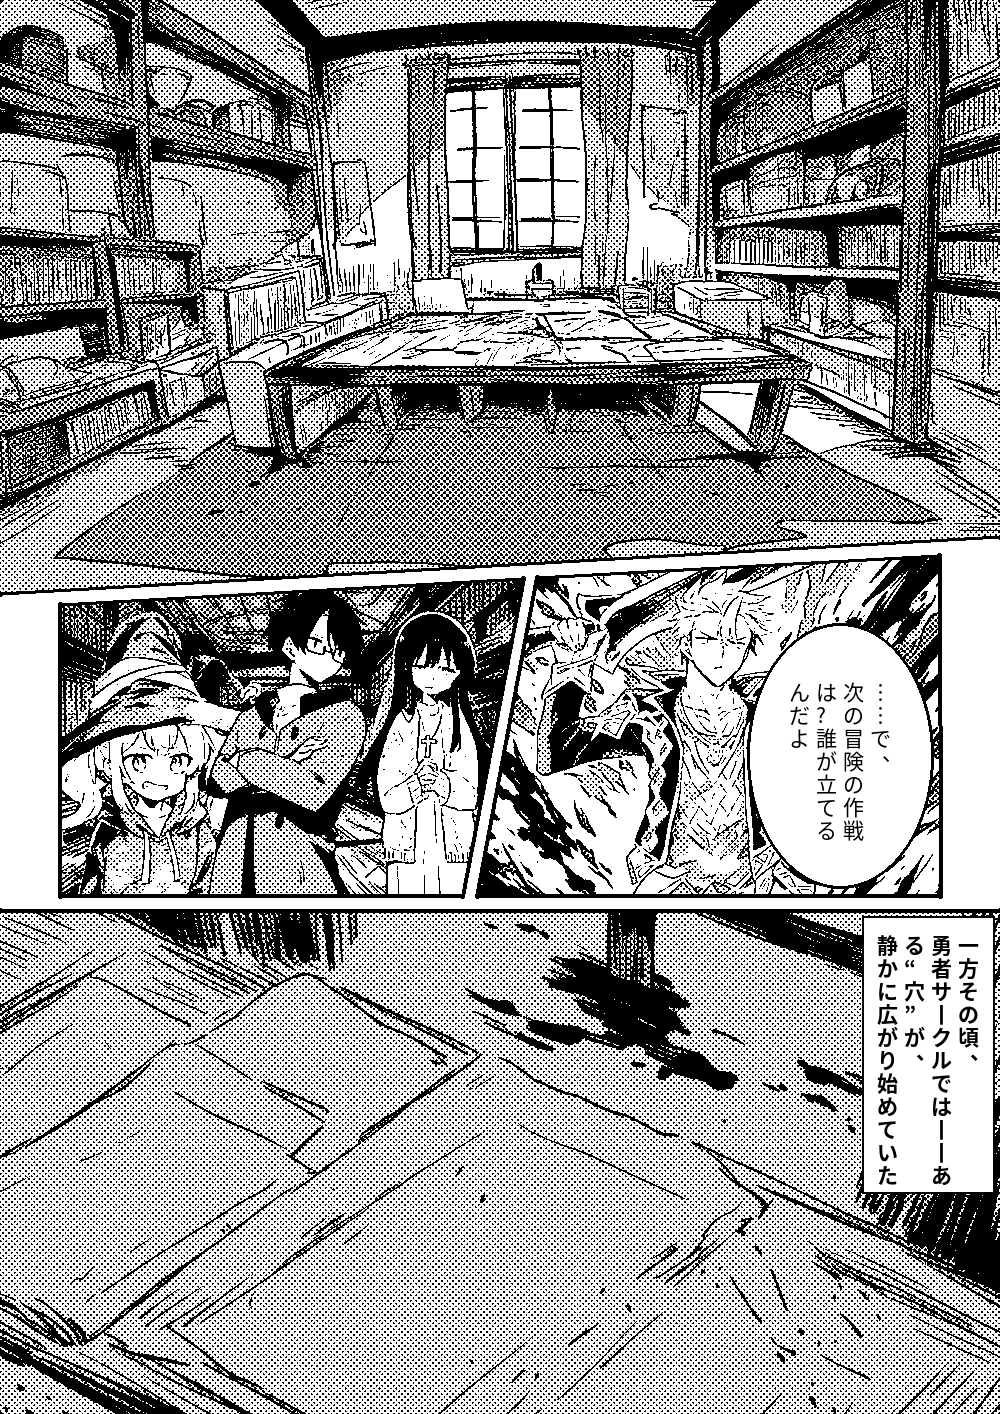 ……で、
次の冒険の作戦
は?誰が立てる
んだよ
一方その頃、
勇者サークルでは——あ
る“穴”が、
静かに広がり始めていた